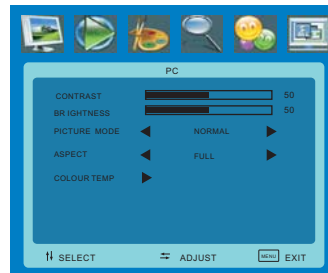 PC
CONTRAST 50
BRIGHTNESS 50
PICTURE MODE NORMAL
ASPECT FULL
COLOUR TEMP
SELECT ADJUST MENU EXIT